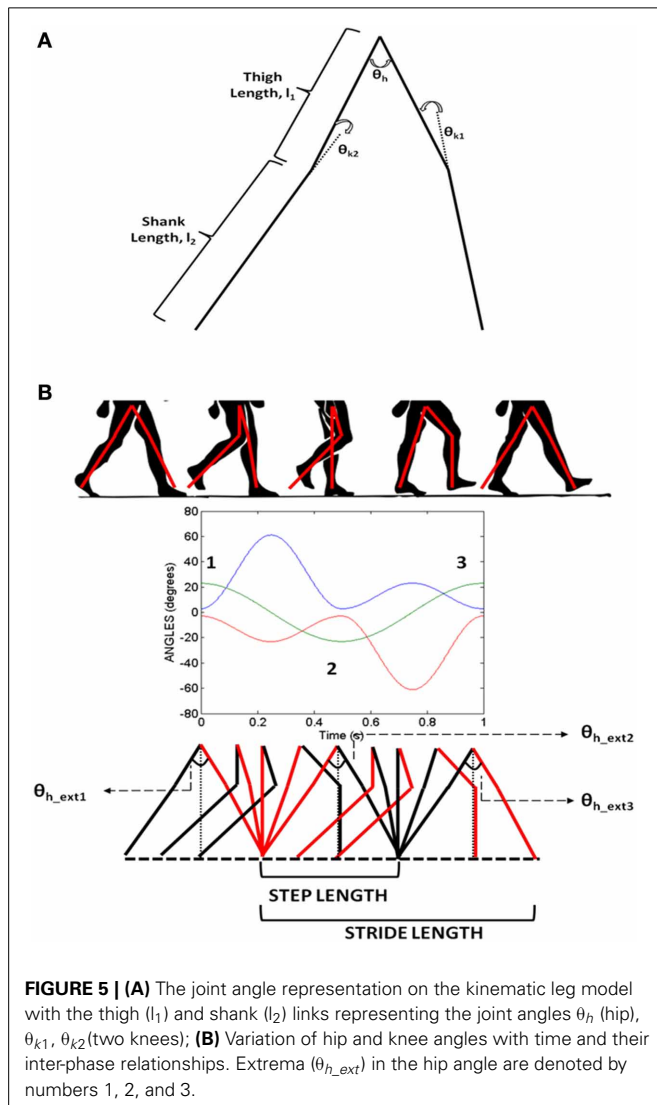 A
Thigh
Length, l₁
θₕ
θₖ₁
θₖ₂
Shank
Length, l₂
B
80
60
40
20
0
-20
-40
-60
-80
ANGLES (degrees)
1
3
2
0
0.2
0.4
0.6
0.8
1
Time (s)
θh_ext2
θh_ext1
θh_ext3
STEP LENGTH
STRIDE LENGTH
FIGURE 5 | (A) The joint angle representation on the kinematic leg model
with the thigh (l₁) and shank (l₂) links representing the joint angles θₕ (hip),
θₖ₁, θₖ₂(two knees); (B) Variation of hip and knee angles with time and their
inter-phase relationships. Extrema (θh_ext) in the hip angle are denoted by
numbers 1, 2, and 3.